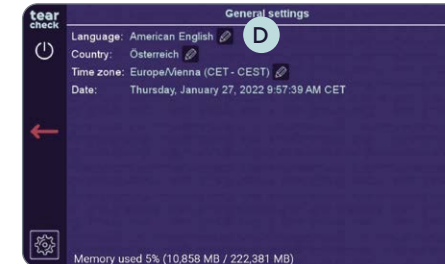 tear
check
General settings
Language: American English
D
Country: Österreich
Time zone: Europe/Vienna (CET - CEST)
Date: Thursday, January 27, 2022 9:57:39 AM CET
Memory used 5% (10,858 MB / 222,381 MB)